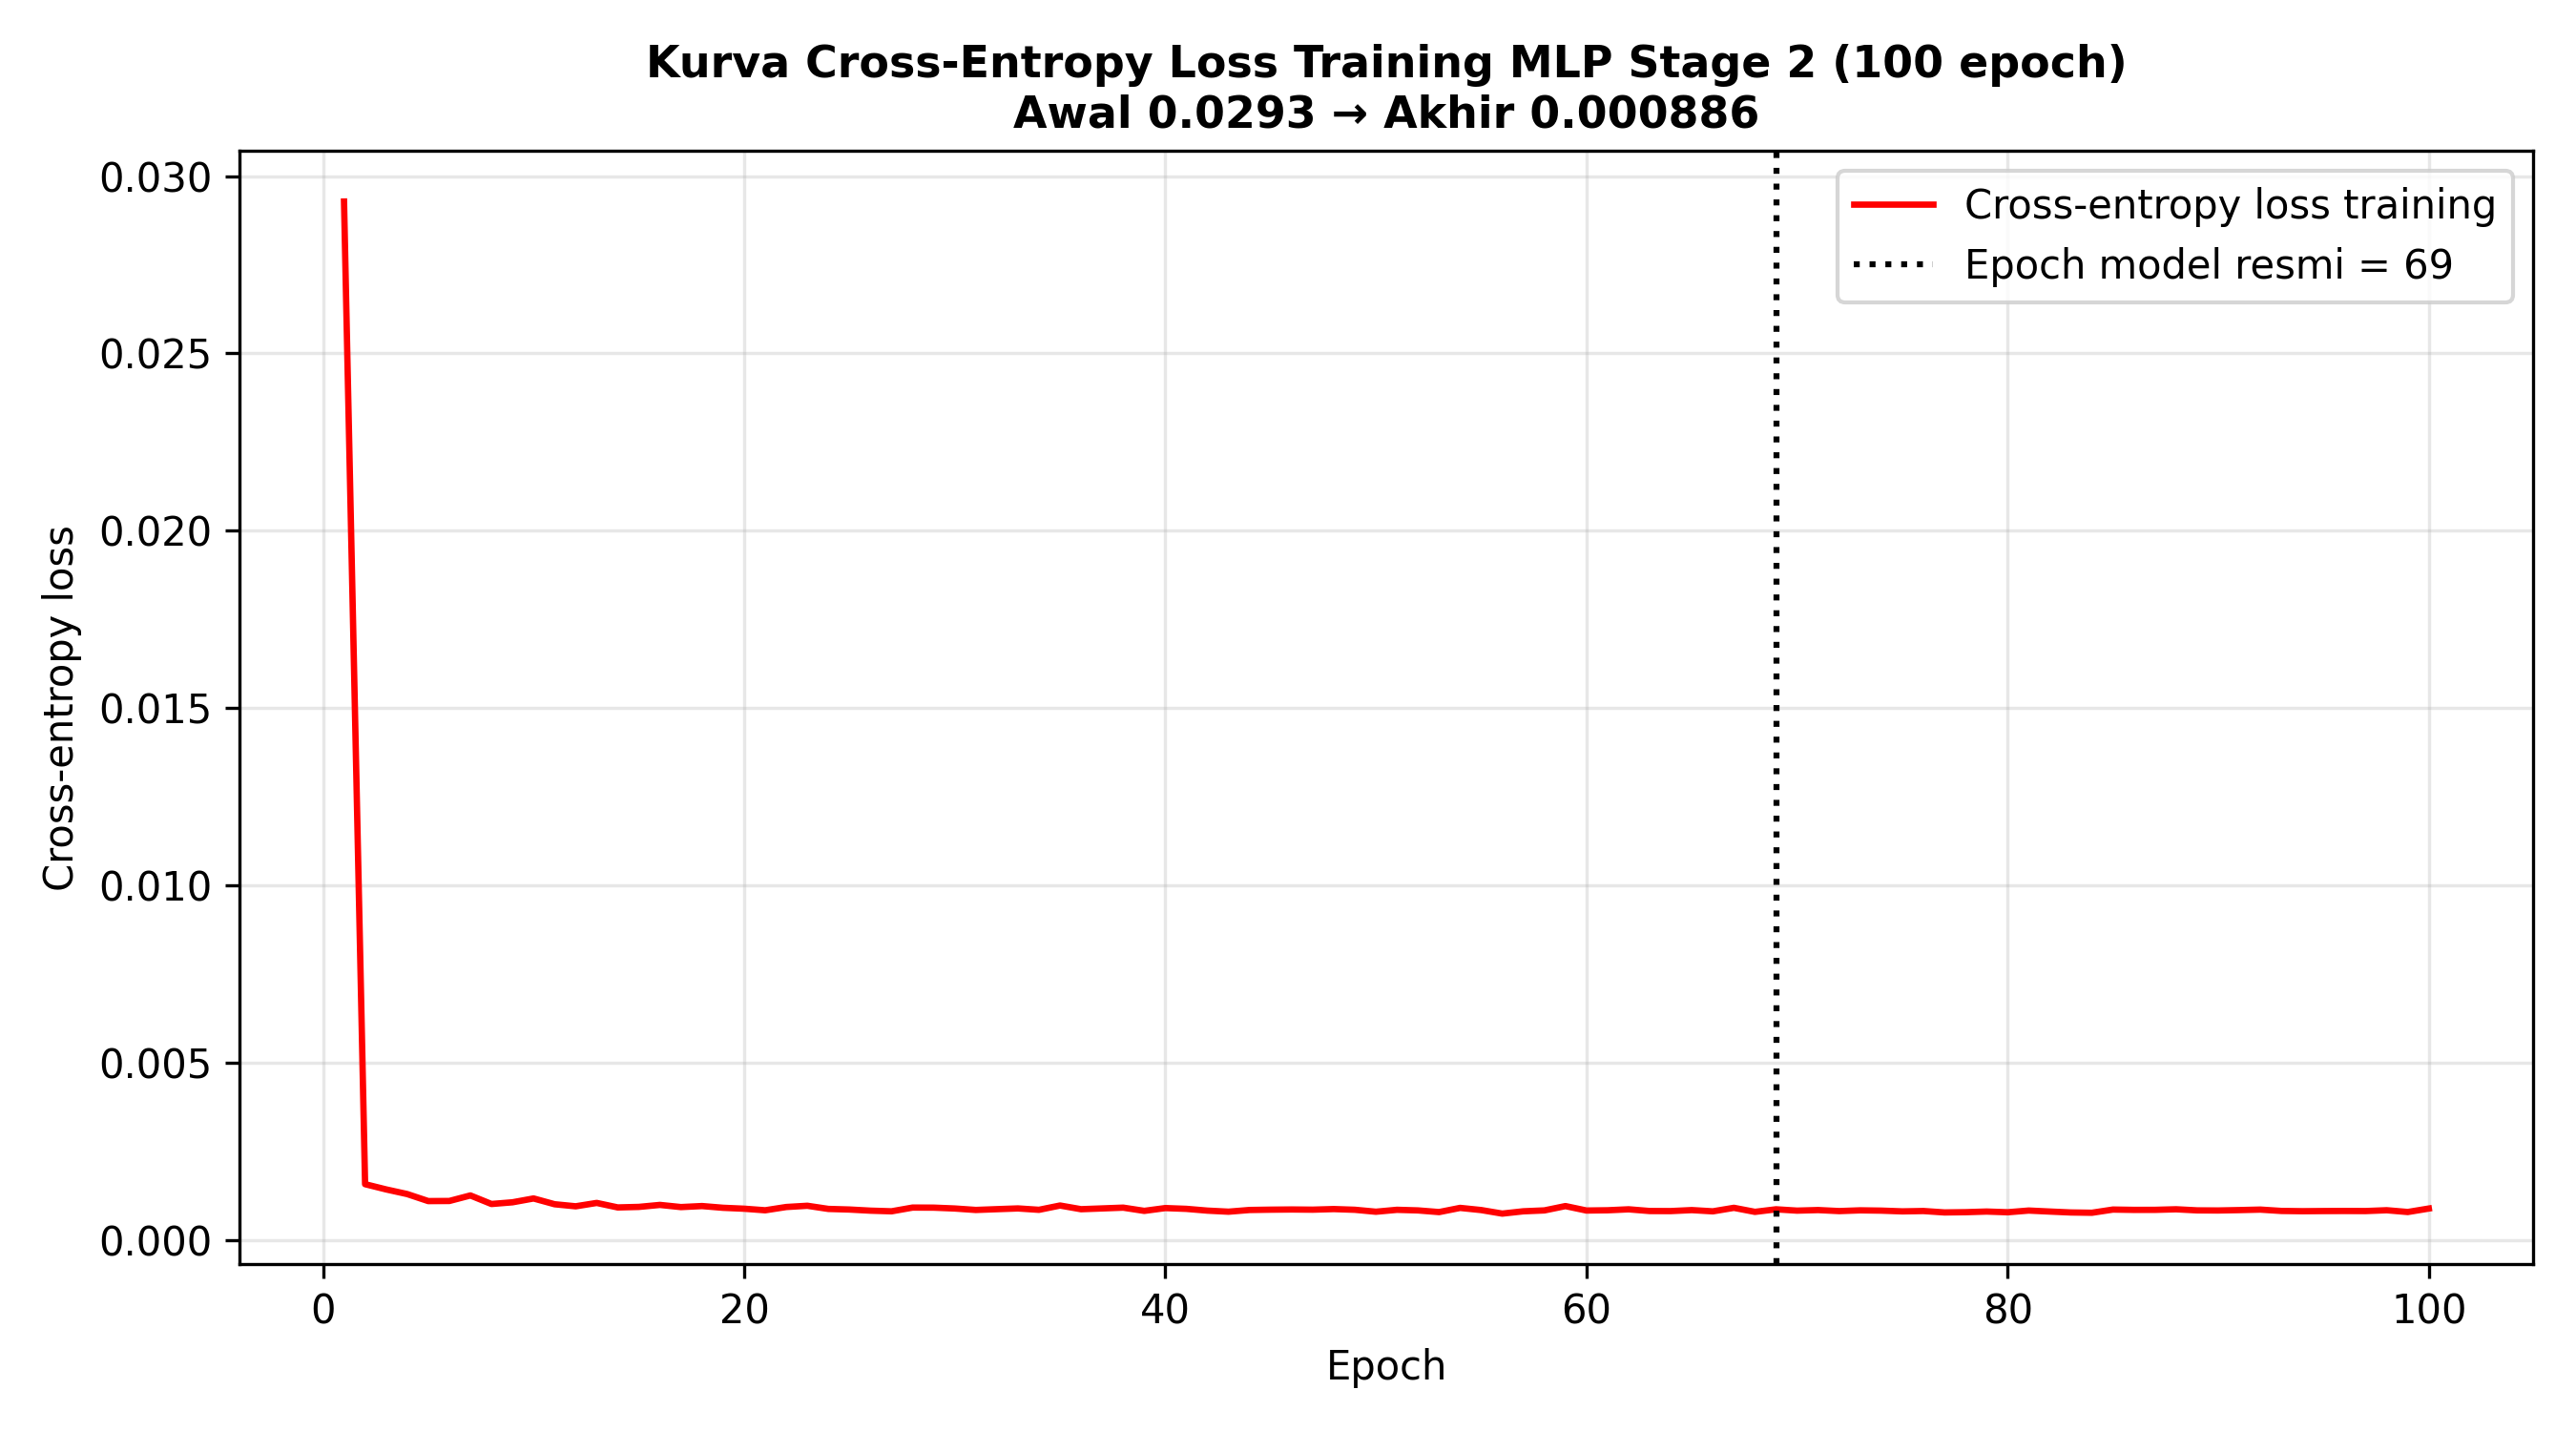 Kurva Cross-Entropy Loss Training MLP Stage 2 (100 epoch)
Awal 0.0293 → Akhir 0.000886
Cross-entropy loss training
Epoch model resmi = 69
Cross-entropy loss
0.030
0.025
0.020
0.015
0.010
0.005
0.000
0 20 40 60 80 100
Epoch